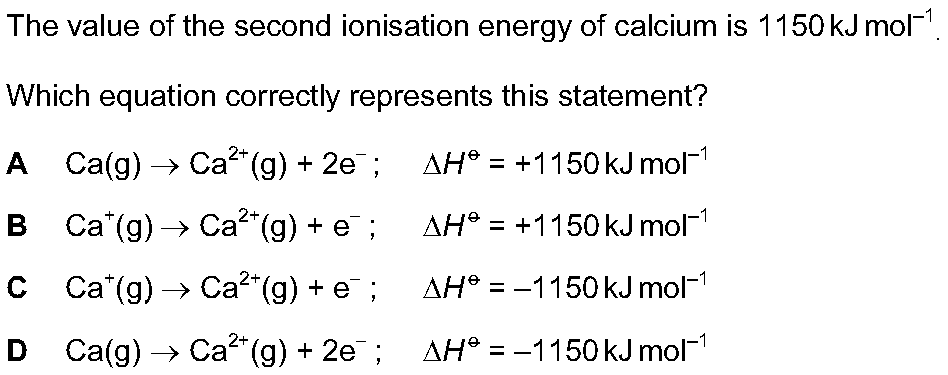 The value of the second ionisation energy of calcium is 1150 kJ mol⁻¹.
Which equation correctly represents this statement?
A Ca(g) → Ca²⁺(g) + 2e⁻ ; ΔH⦵ = +1150 kJ mol⁻¹
B Ca⁺(g) → Ca²⁺(g) + e⁻ ; ΔH⦵ = +1150 kJ mol⁻¹
C Ca⁺(g) → Ca²⁺(g) + e⁻ ; ΔH⦵ = –1150 kJ mol⁻¹
D Ca(g) → Ca²⁺(g) + 2e⁻ ; ΔH⦵ = –1150 kJ mol⁻¹